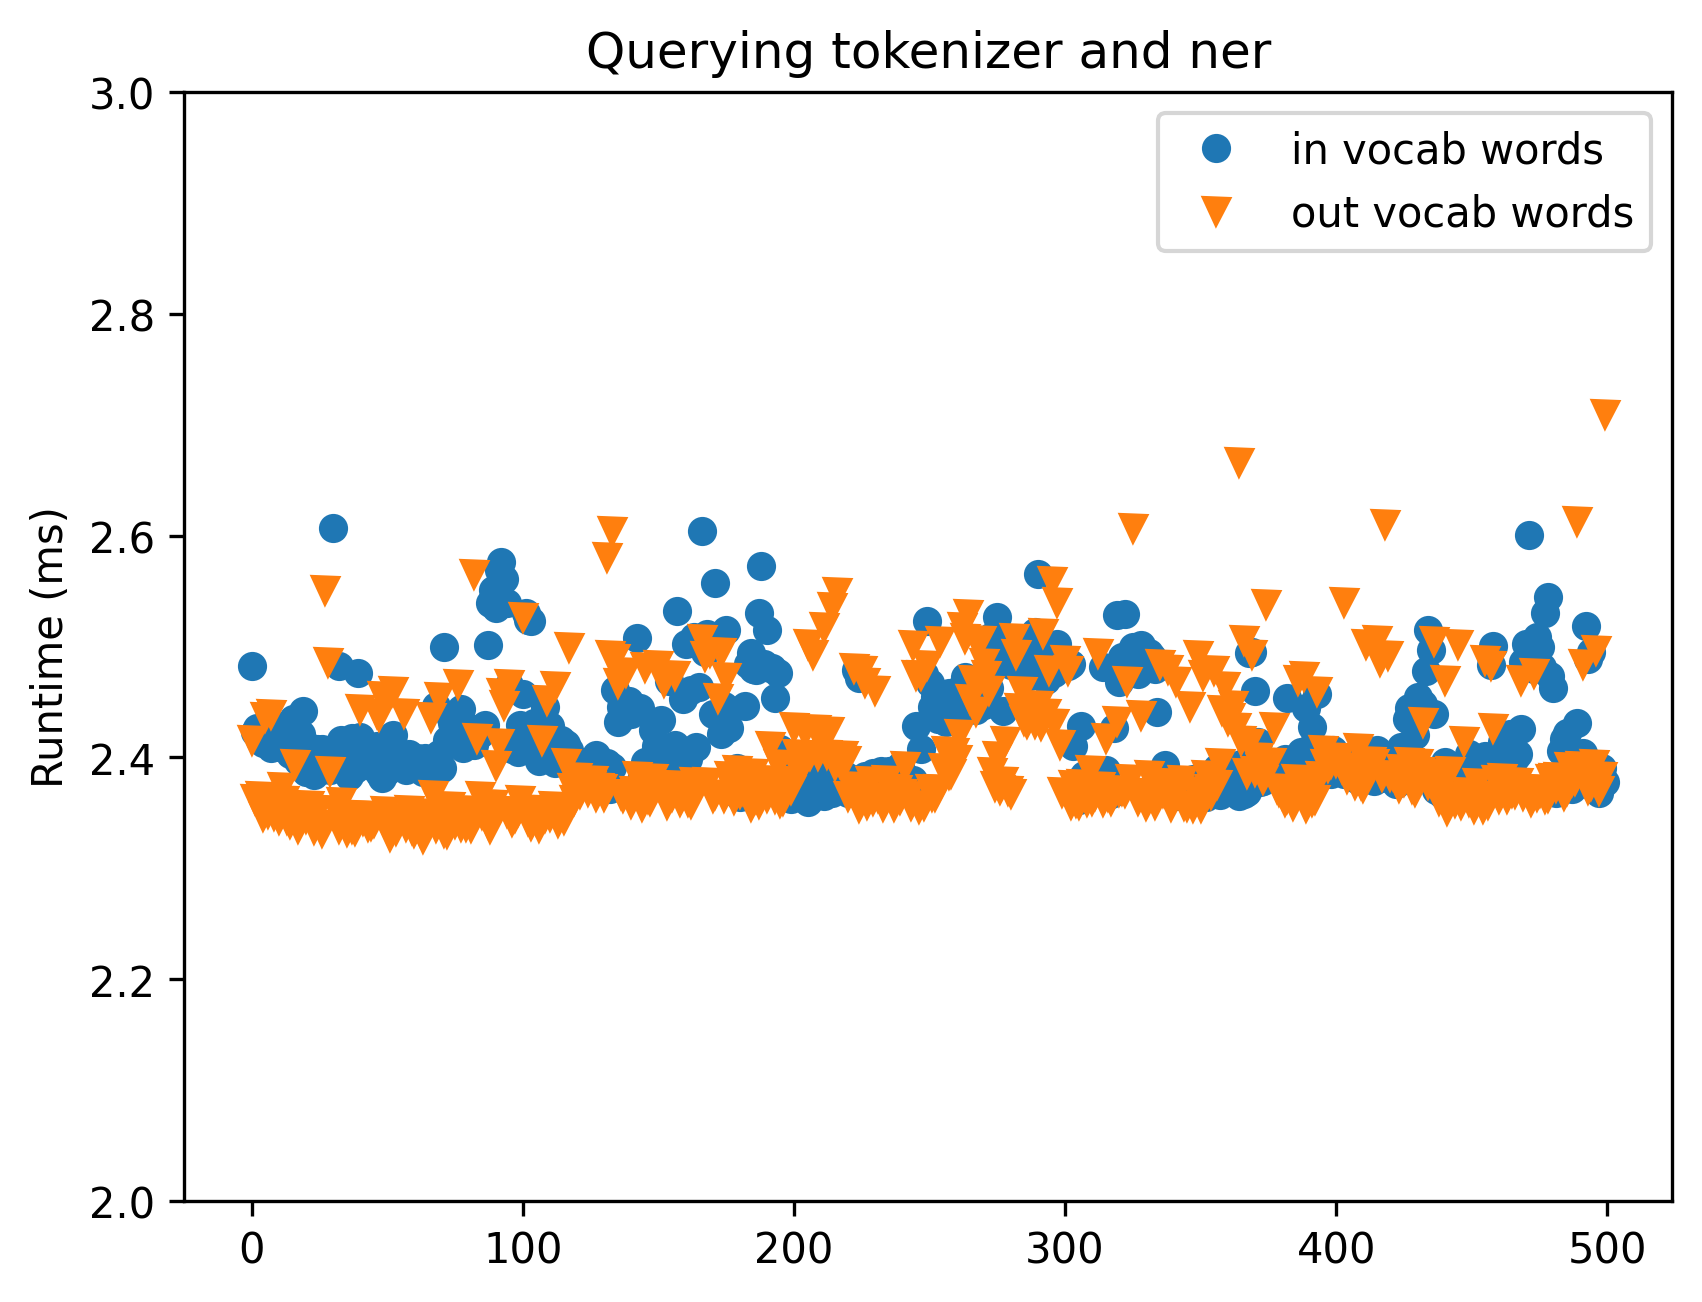 Querying tokenizer and ner
3.0
in vocab words
out vocab words
2.8
2.6
2.4
2.2
2.0
Runtime (ms)
0 100 200 300 400 500